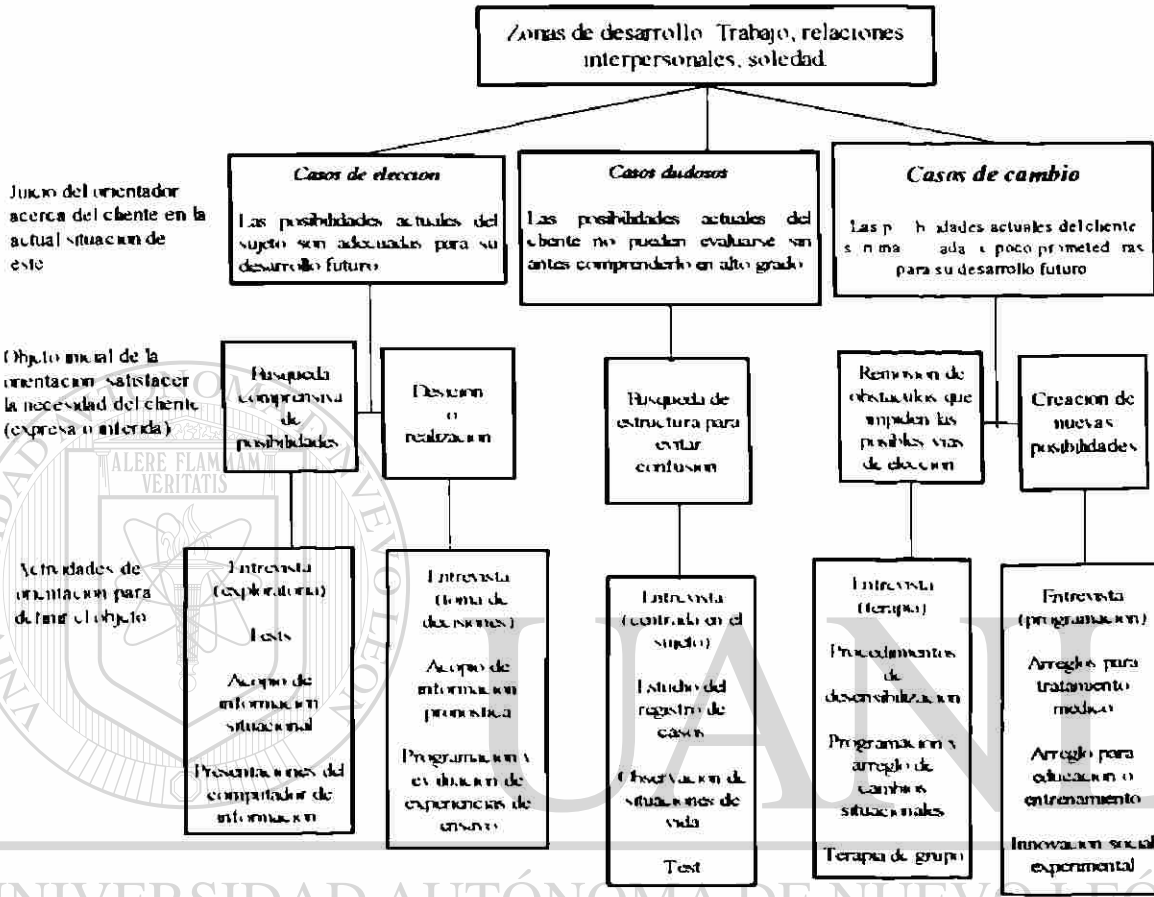 Zonas de desarrollo Trabajo, relaciones
interpersonales, soledad.
Juicio del orientador
acerca del cliente en la
actual situacion de
este
Casos de eleccion
Las posibilidades actuales del
sujeto son adecuadas para su
desarrollo futuro
Casos dudosos
Las posibilidades actuales del
cliente no pueden evaluarse sin
antes comprenderlo en alto grado
Casos de cambio
Las actuales del cliente
poco
para su desarrollo futuro
Objeto inicial de la
orientacion satisfacer
la necesidad del cliente
(expresa o inferida)
Busqueda
comprensiva
de
posibilidades
Desicion
o
realizacion
Busqueda de
estructura para
evitar
confusion
Remosion de
obstaculos que
impiden las
posibles vias
de eleccion
Creacion de
nuevas
posibilidades
Actividades de
orientacion para
definir el objeto
Entrevista
(exploratoria)
Tests
Acopio de
informacion
situacional
Presentaciones del
computador de
informacion
Entrevista
(toma de
decisiones)
Acopio de
informacion
pronostica
Programacion y
evaluacion de
experiencias de
ensayo
Entrevista
(centrado en el
sujeto)
Estudio del
registro de
casos
Observacion de
situaciones de
vida
Test
Entrevista
(terapia)
Procedimientos
de
desensibilizacion
Programacion y
arreglo de
cambios
situacionales
Terapia de grupo
Entrevista
(programacion)
Arreglos para
tratamiento
medico
Arreglo para
educacion o
entrenamiento
Innovacion social
experimental
ALERE FLAMMAM
VERITATIS
UANL
UNIVERSIDAD AUTÓNOMA DE NUEVO LEÓN